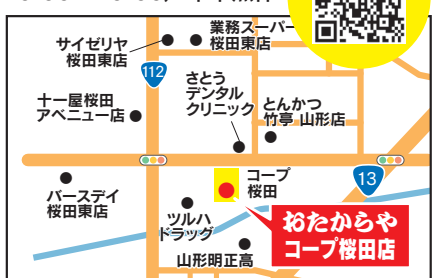 業務スーパー
桜田東店
サイゼリヤ
桜田東店
112
さとう
デンタル
クリニック
十一屋桜田
アベニュー店
とんかつ
竹亭 山形店
コープ
桜田
13
バースデイ
桜田東店
ツルハ
ドラッグ
おたからや
コープ桜田店
山形明正高